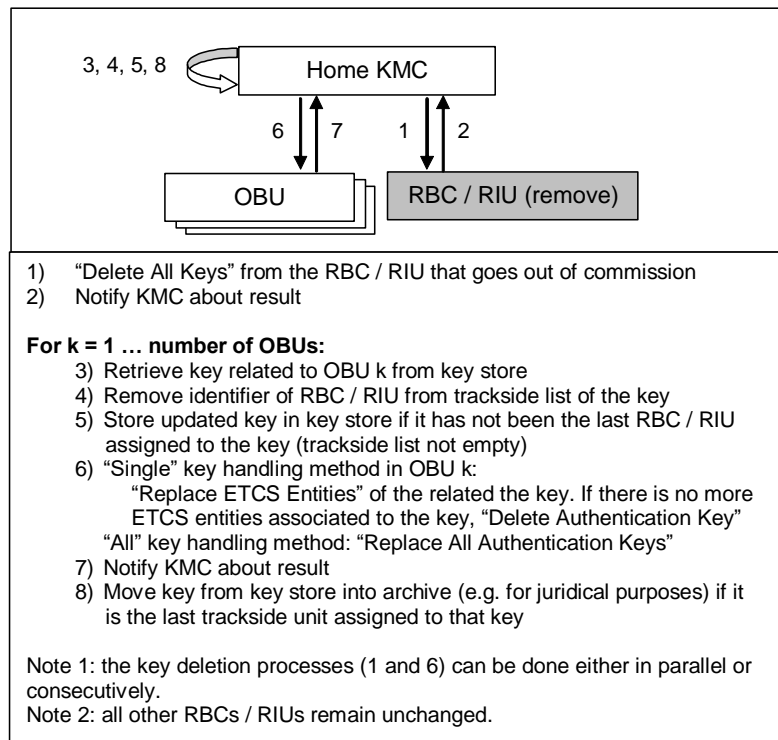 3, 4, 5, 8
Home KMC
6
7
1
2
OBU
RBC / RIU (remove)
1) “Delete All Keys” from the RBC / RIU that goes out of commission
2) Notify KMC about result
For k = 1 … number of OBUs:
3) Retrieve key related to OBU k from key store
4) Remove identifier of RBC / RIU from trackside list of the key
5) Store updated key in key store if it has not been the last RBC / RIU
assigned to the key (trackside list not empty)
6) “Single” key handling method in OBU k:
“Replace ETCS Entities” of the related the key. If there is no more
ETCS entities associated to the key, “Delete Authentication Key”
“All” key handling method: “Replace All Authentication Keys”
7) Notify KMC about result
8) Move key from key store into archive (e.g. for juridical purposes) if it
is the last trackside unit assigned to that key
Note 1: the key deletion processes (1 and 6) can be done either in parallel or
consecutively.
Note 2: all other RBCs / RIUs remain unchanged.